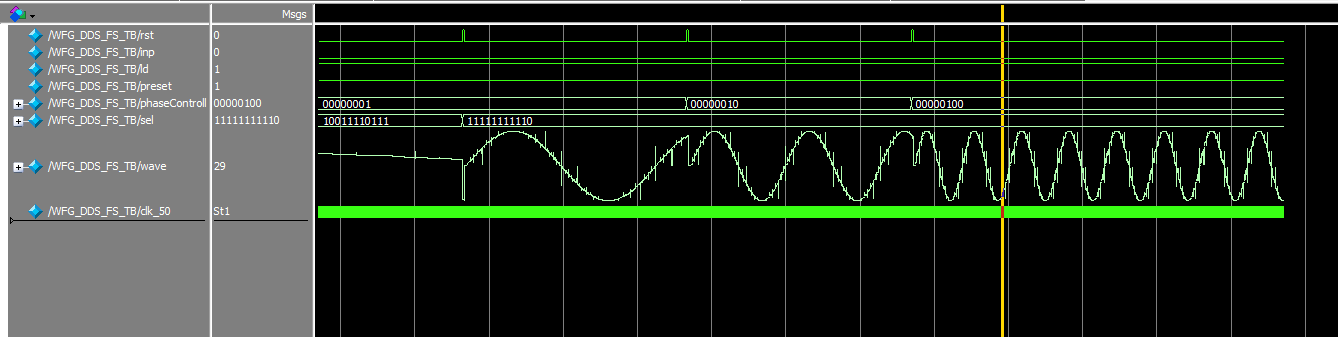 Msgs
/WFG_DDS_FS_TB/rst 0
/WFG_DDS_FS_TB/inp 0
/WFG_DDS_FS_TB/ld 1
/WFG_DDS_FS_TB/preset 1
/WFG_DDS_FS_TB/phaseControll 00000100 00000001 00000010 00000100
/WFG_DDS_FS_TB/sel 11111111110 10011110111 11111111110
/WFG_DDS_FS_TB/wave 29
/WFG_DDS_FS_TB/clk_50 St1